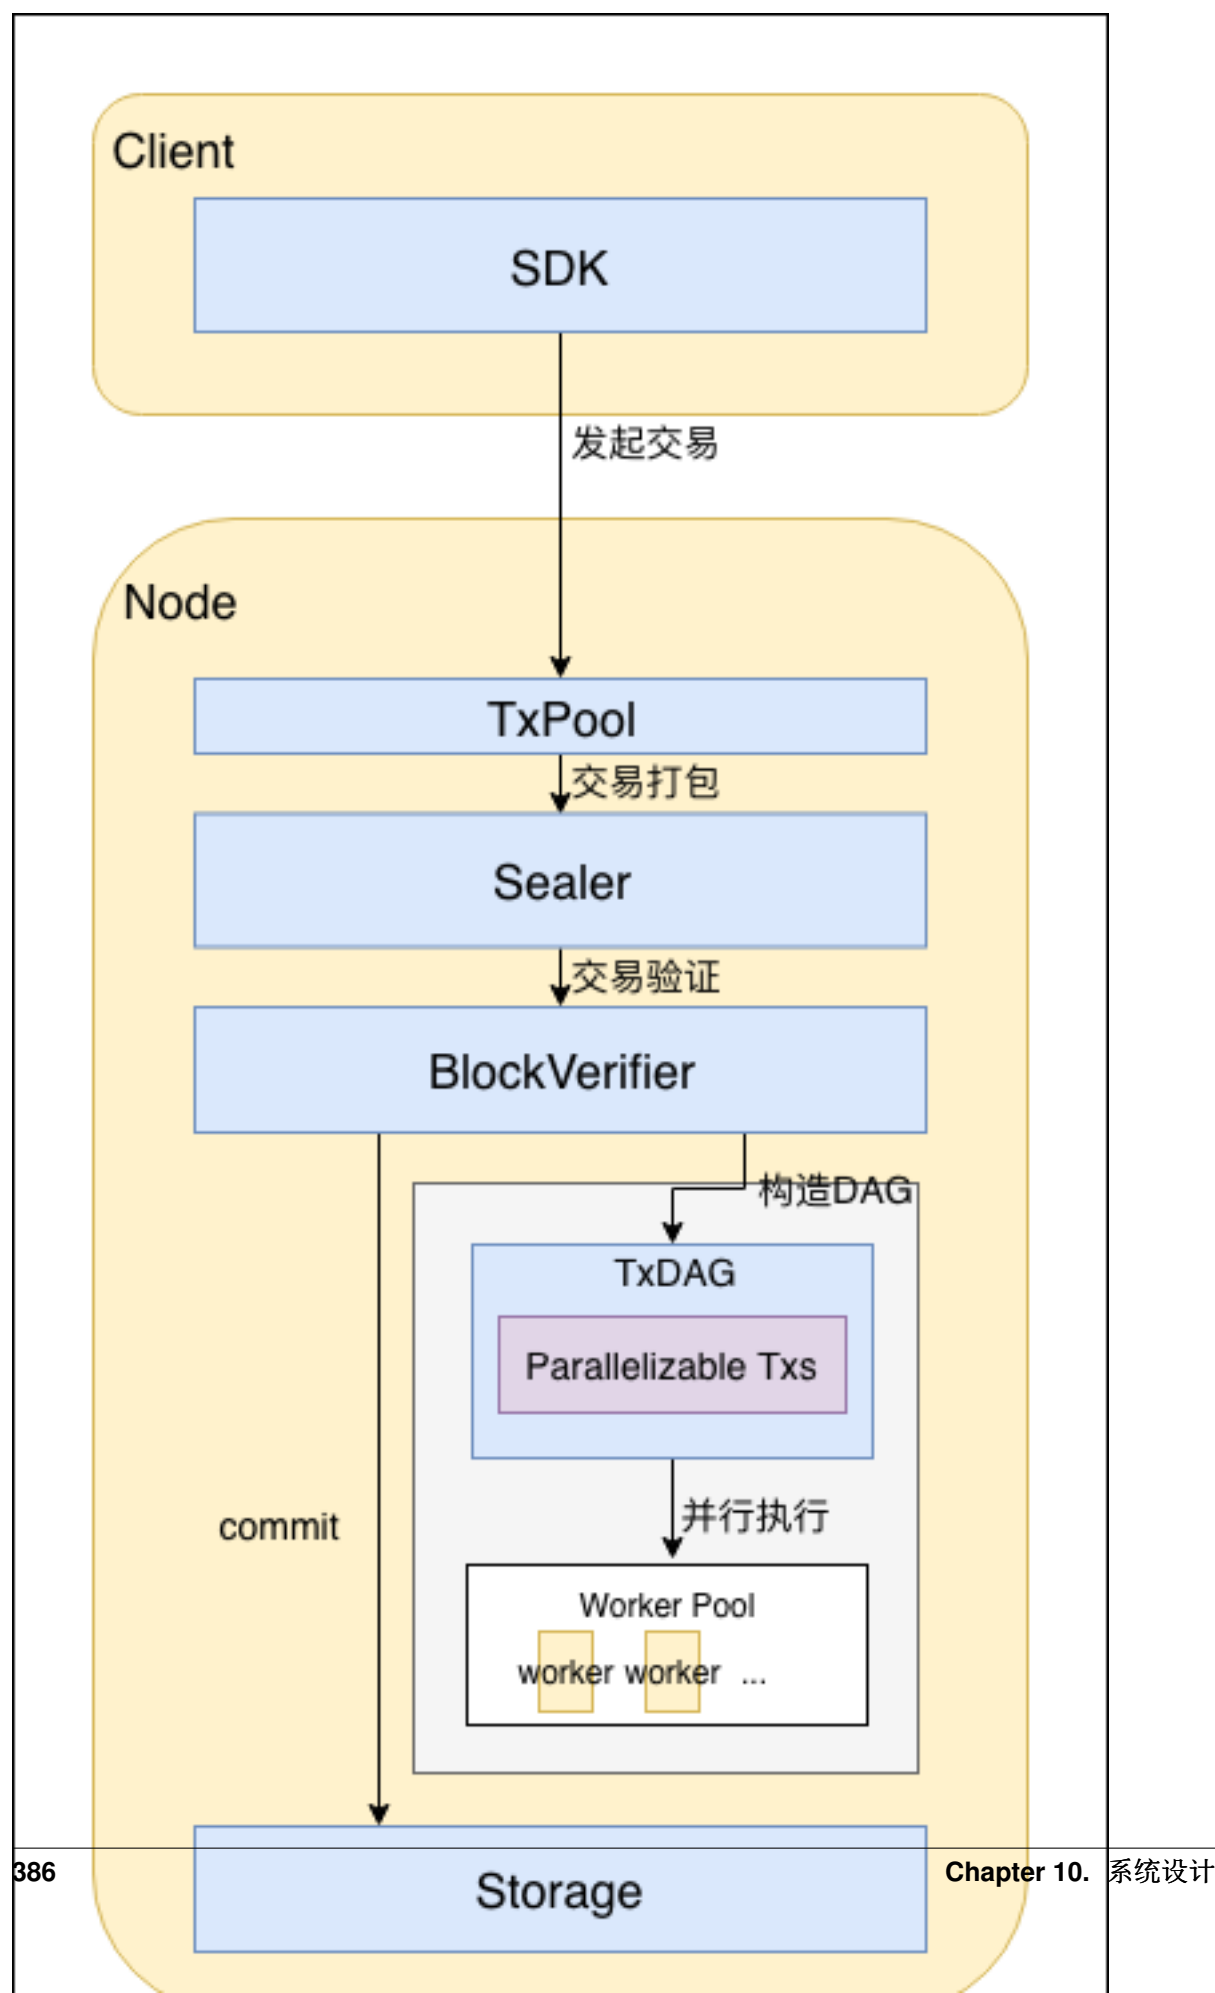 Client
SDK
发起交易
Node
TxPool
交易打包
Sealer
交易验证
BlockVerifier
构造DAG
TxDAG
Parallelizable Txs
并行执行
commit
Worker Pool
worker worker ...
Storage
386 Chapter 10. 系统设计